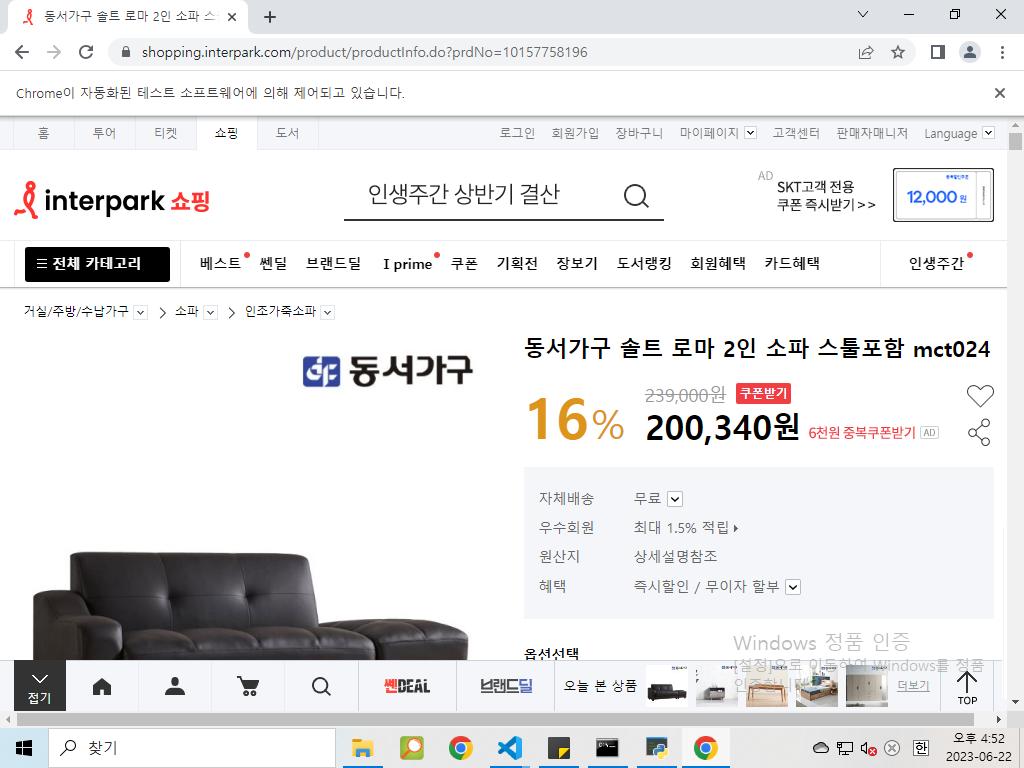 동서가구 솔트 로마 2인 소파 스
shopping.interpark.com/product/productInfo.do?prdNo=10157758196
Chrome이 자동화된 테스트 소프트웨어에 의해 제어되고 있습니다.
홈 투어 티켓 쇼핑 도서 로그인 회원가입 장바구니 마이페이지 고객센터 판매자매니저 Language
interpark 쇼핑
인생주간 상반기 결산
AD SKT고객 전용
쿠폰 즉시받기>>
12,000원
전체 카테고리 베스트 쎈딜 브랜드딜 I prime 쿠폰 기획전 장보기 도서랭킹 회원혜택 카드혜택 인생주간
거실/주방/수납가구 > 소파 > 인조가죽소파
동서가구
동서가구 솔트 로마 2인 소파 스툴포함 mct024
16%
239,000원 쿠폰받기
200,340원 6천원 중복쿠폰받기 AD
자체배송 무료
우수회원 최대 1.5% 적립
원산지 상세설명참조
혜택 즉시할인 / 무이자 할부
옵션선택
Windows 정품 인증
[설정]으로 이동하여 Windows를 정품
인증합니다.
접기
쎈DEAL 브랜드딜 오늘 본 상품 더보기
TOP
찾기
한
오후 4:52
2023-06-22